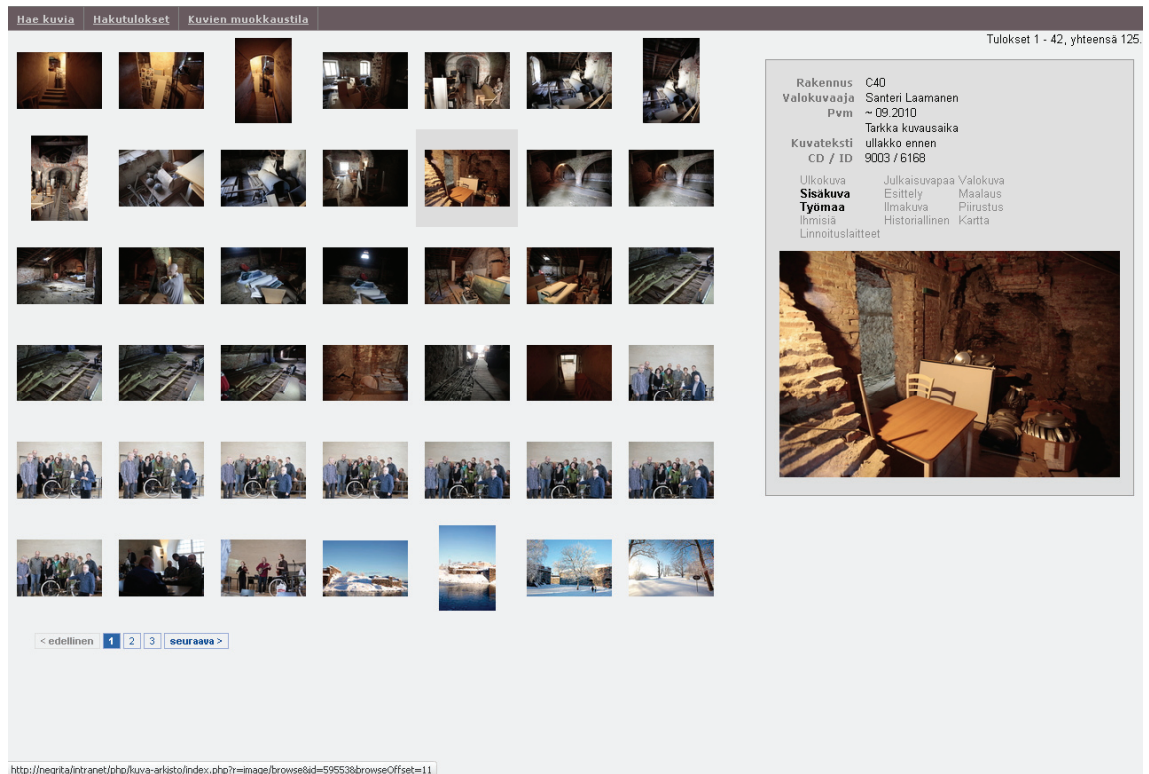 Hae kuvia Hakutulokset Kuvien muokkaustila
Tulokset 1 - 42, yhteensä 125.
Rakennus C40
Valokuvaaja Santeri Laamanen
Pvm ~ 09.2010
Tarkka kuvausaika
Kuvateksti ullakko ennen
CD / ID 9003 / 6168
Ulkokuva Julkaisuvapaa Valokuva
Sisäkuva Esittely Maalaus
Työmaa Ilmakuva Piirustus
Ihmisiä Historiallinen Kartta
Linnoituslaitteet
< edellinen 1 2 3 seuraava >
http://negrita/intranet/php/kuva-arkisto/index.php?r=image/browse&id=59553&browseOffset=11